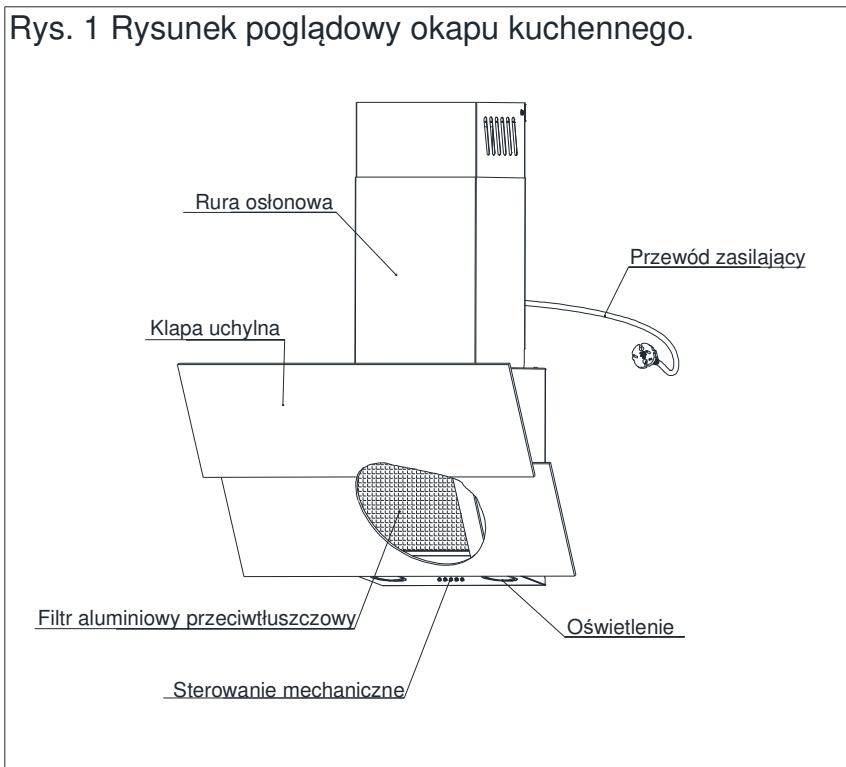 Rys. 1 Rysunek poglądowy okapu kuchennego.
Rura osłonowa
Przewód zasilający
Klapa uchylna
Filtr aluminiowy przeciwtłuszczowy
Oświetlenie
Sterowanie mechaniczne